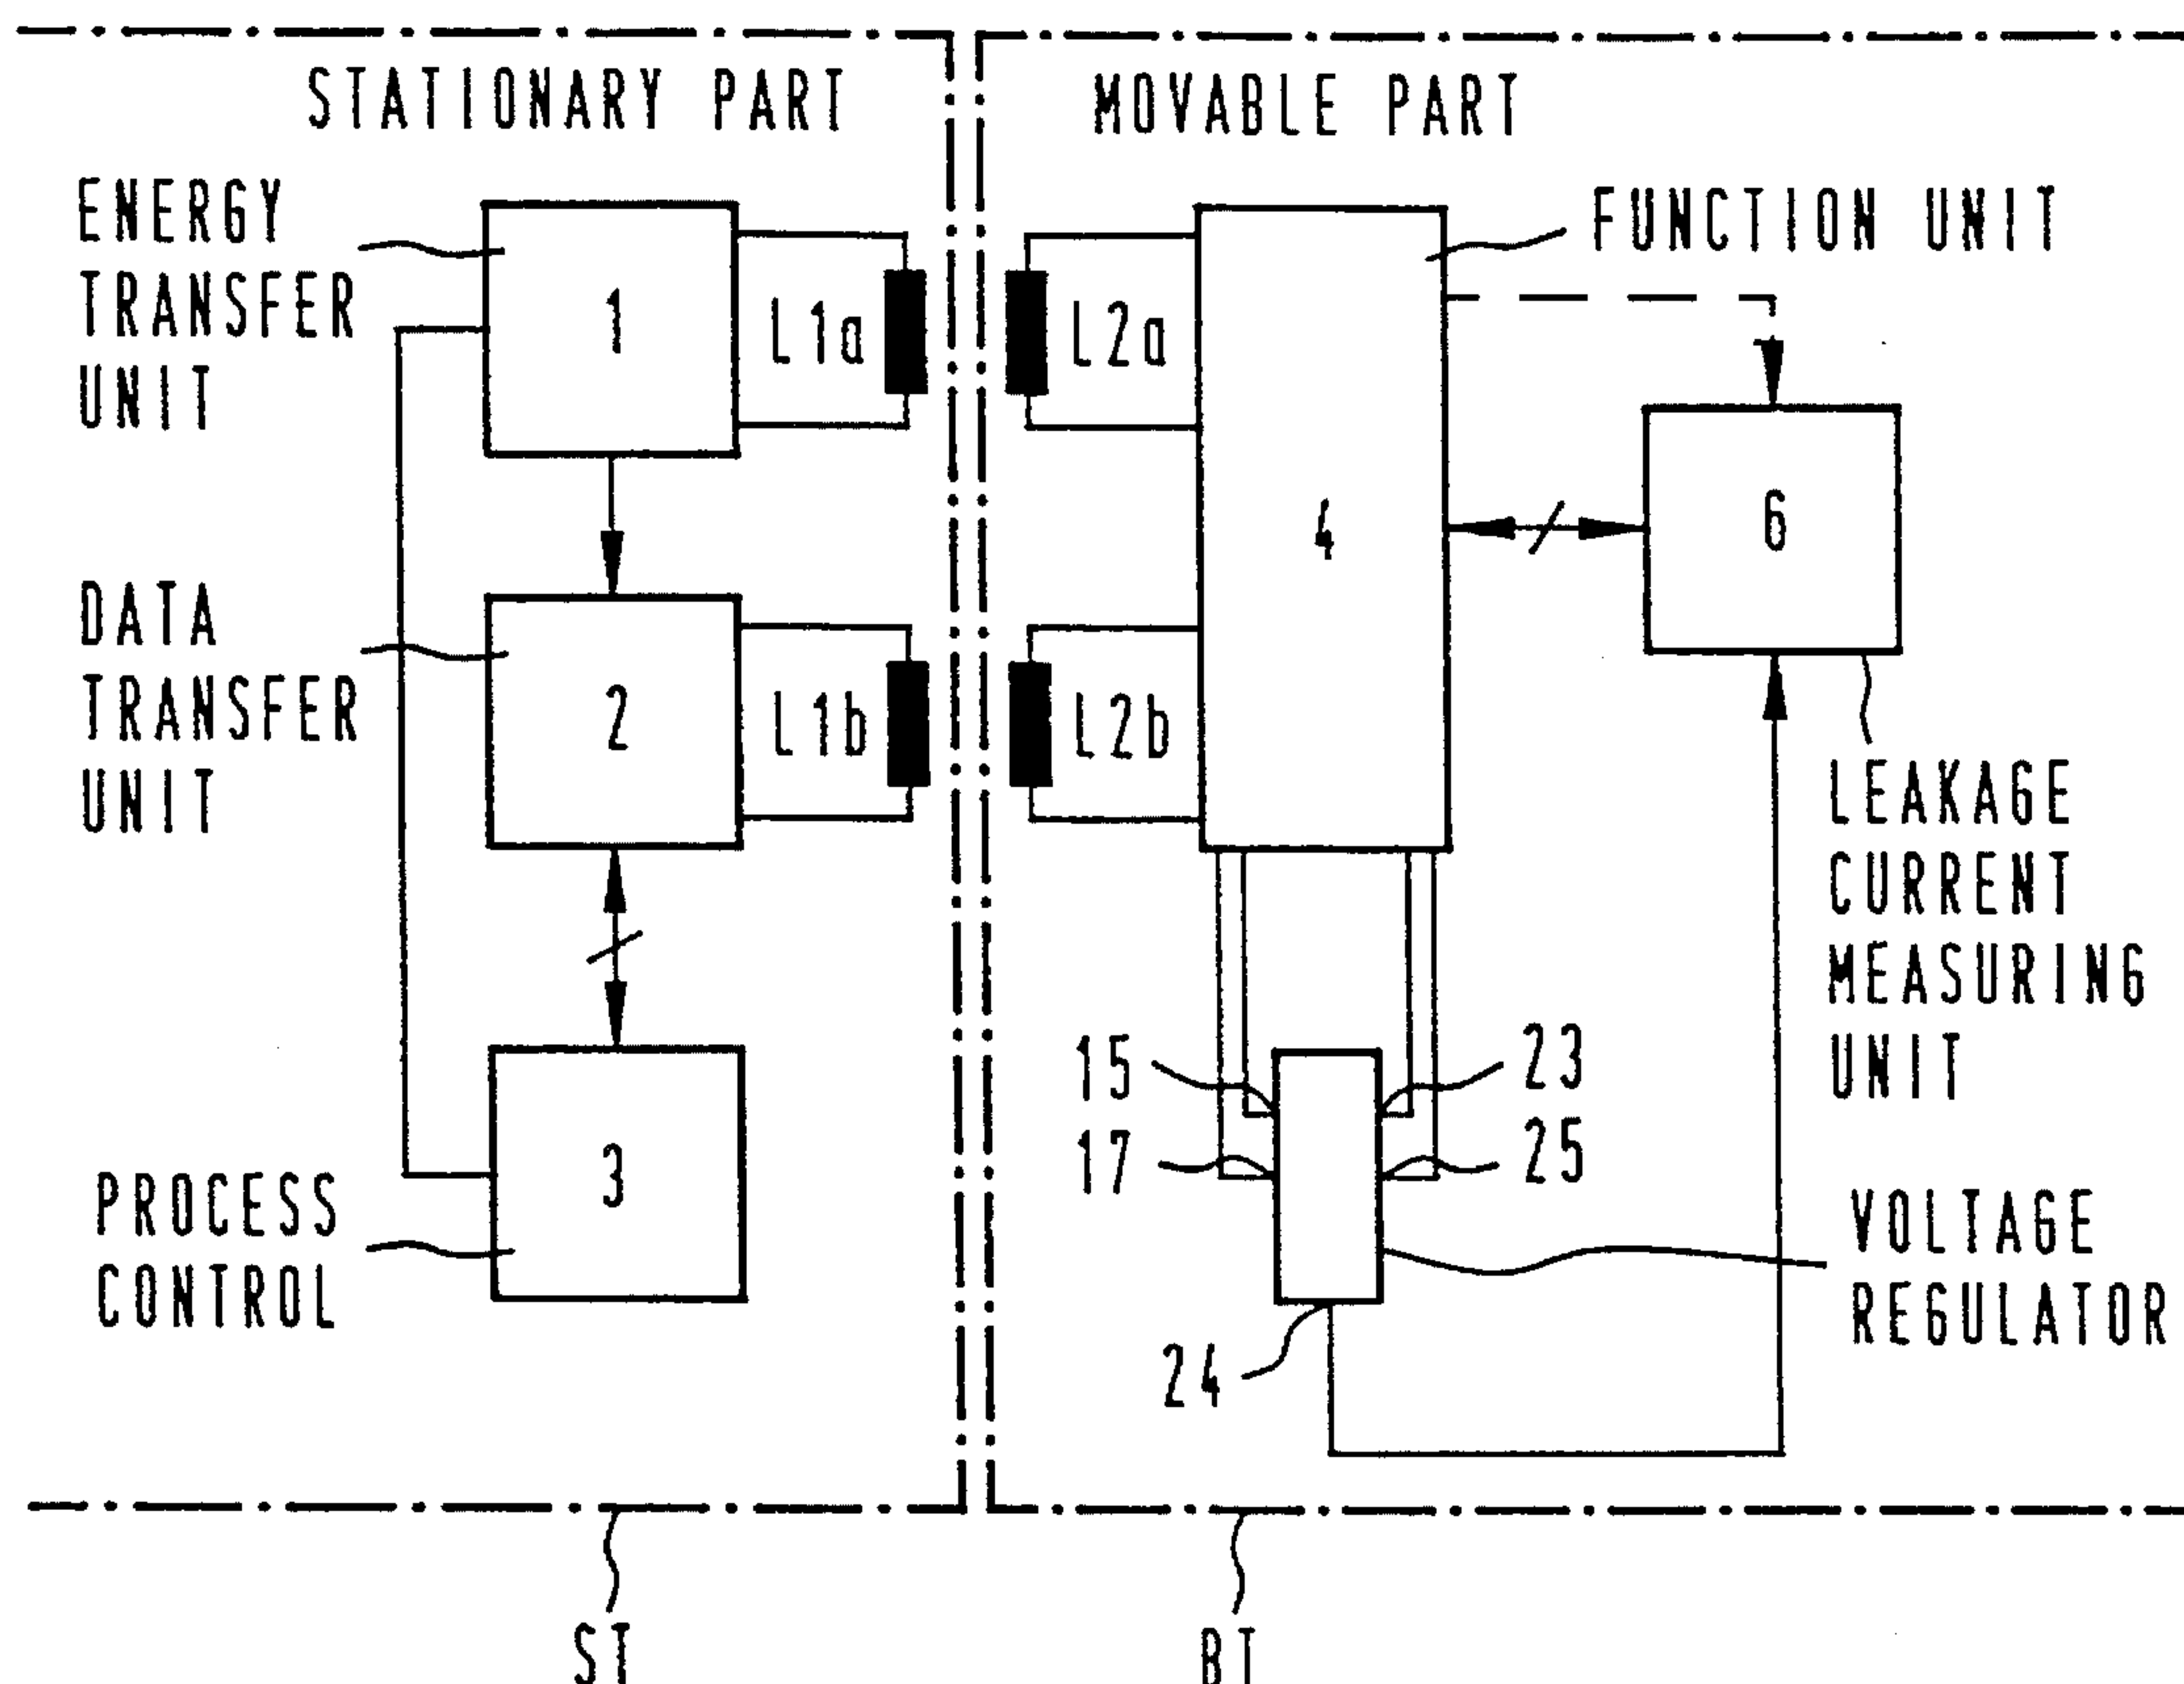 STATIONARY PART
MOVABLE PART
ENERGY
TRANSFER
UNIT
1
L1a
L2a
4
FUNCTION UNIT
6
DATA
TRANSFER
UNIT
2
L1b
L2b
LEAKAGE
CURRENT
MEASURING
UNIT
PROCESS
CONTROL
3
15
17
23
25
24
VOLTAGE
REGULATOR
ST
BT